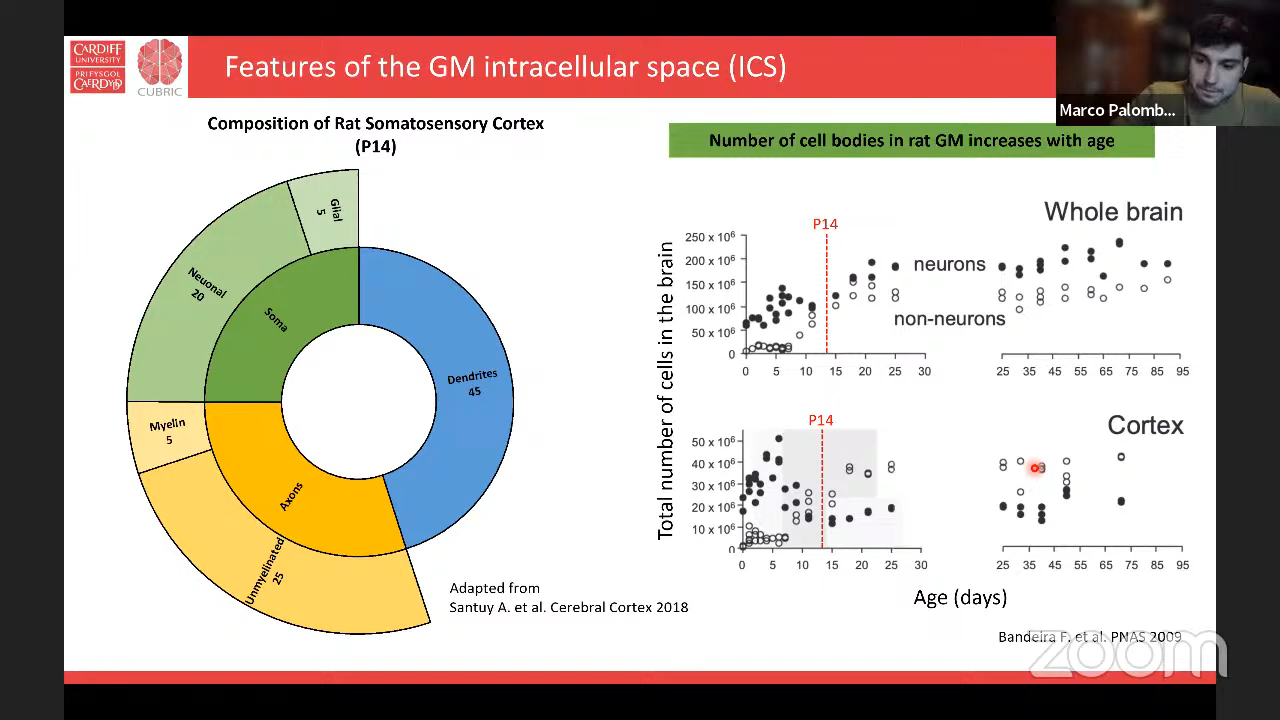 CARDIFF
UNIVERSITY
PRIFYSGOL
CAERDYDD
CUBRIC
Features of the GM intracellular space (ICS)
Marco Palomb...
Composition of Rat Somatosensory Cortex
(P14)
Glial
5
Neuonal
20
Soma
Dendrites
45
Myelin
5
Axons
Unmyelinated
25
Adapted from
Santuy A. et al. Cerebral Cortex 2018
Number of cell bodies in rat GM increases with age
Total number of cells in the brain
Whole brain
P14
250 x 10⁶
200 x 10⁶
150 x 10⁶
100 x 10⁶
50 x 10⁶
0
neurons
non-neurons
0 5 10 15 20 25 30
25 35 45 55 65 75 85 95
Cortex
P14
50 x 10⁶
40 x 10⁶
30 x 10⁶
20 x 10⁶
10 x 10⁶
0
0 5 10 15 20 25 30
25 35 45 55 65 75 85 95
Age (days)
Bandeira F. et al. PNAS 2009
zoom